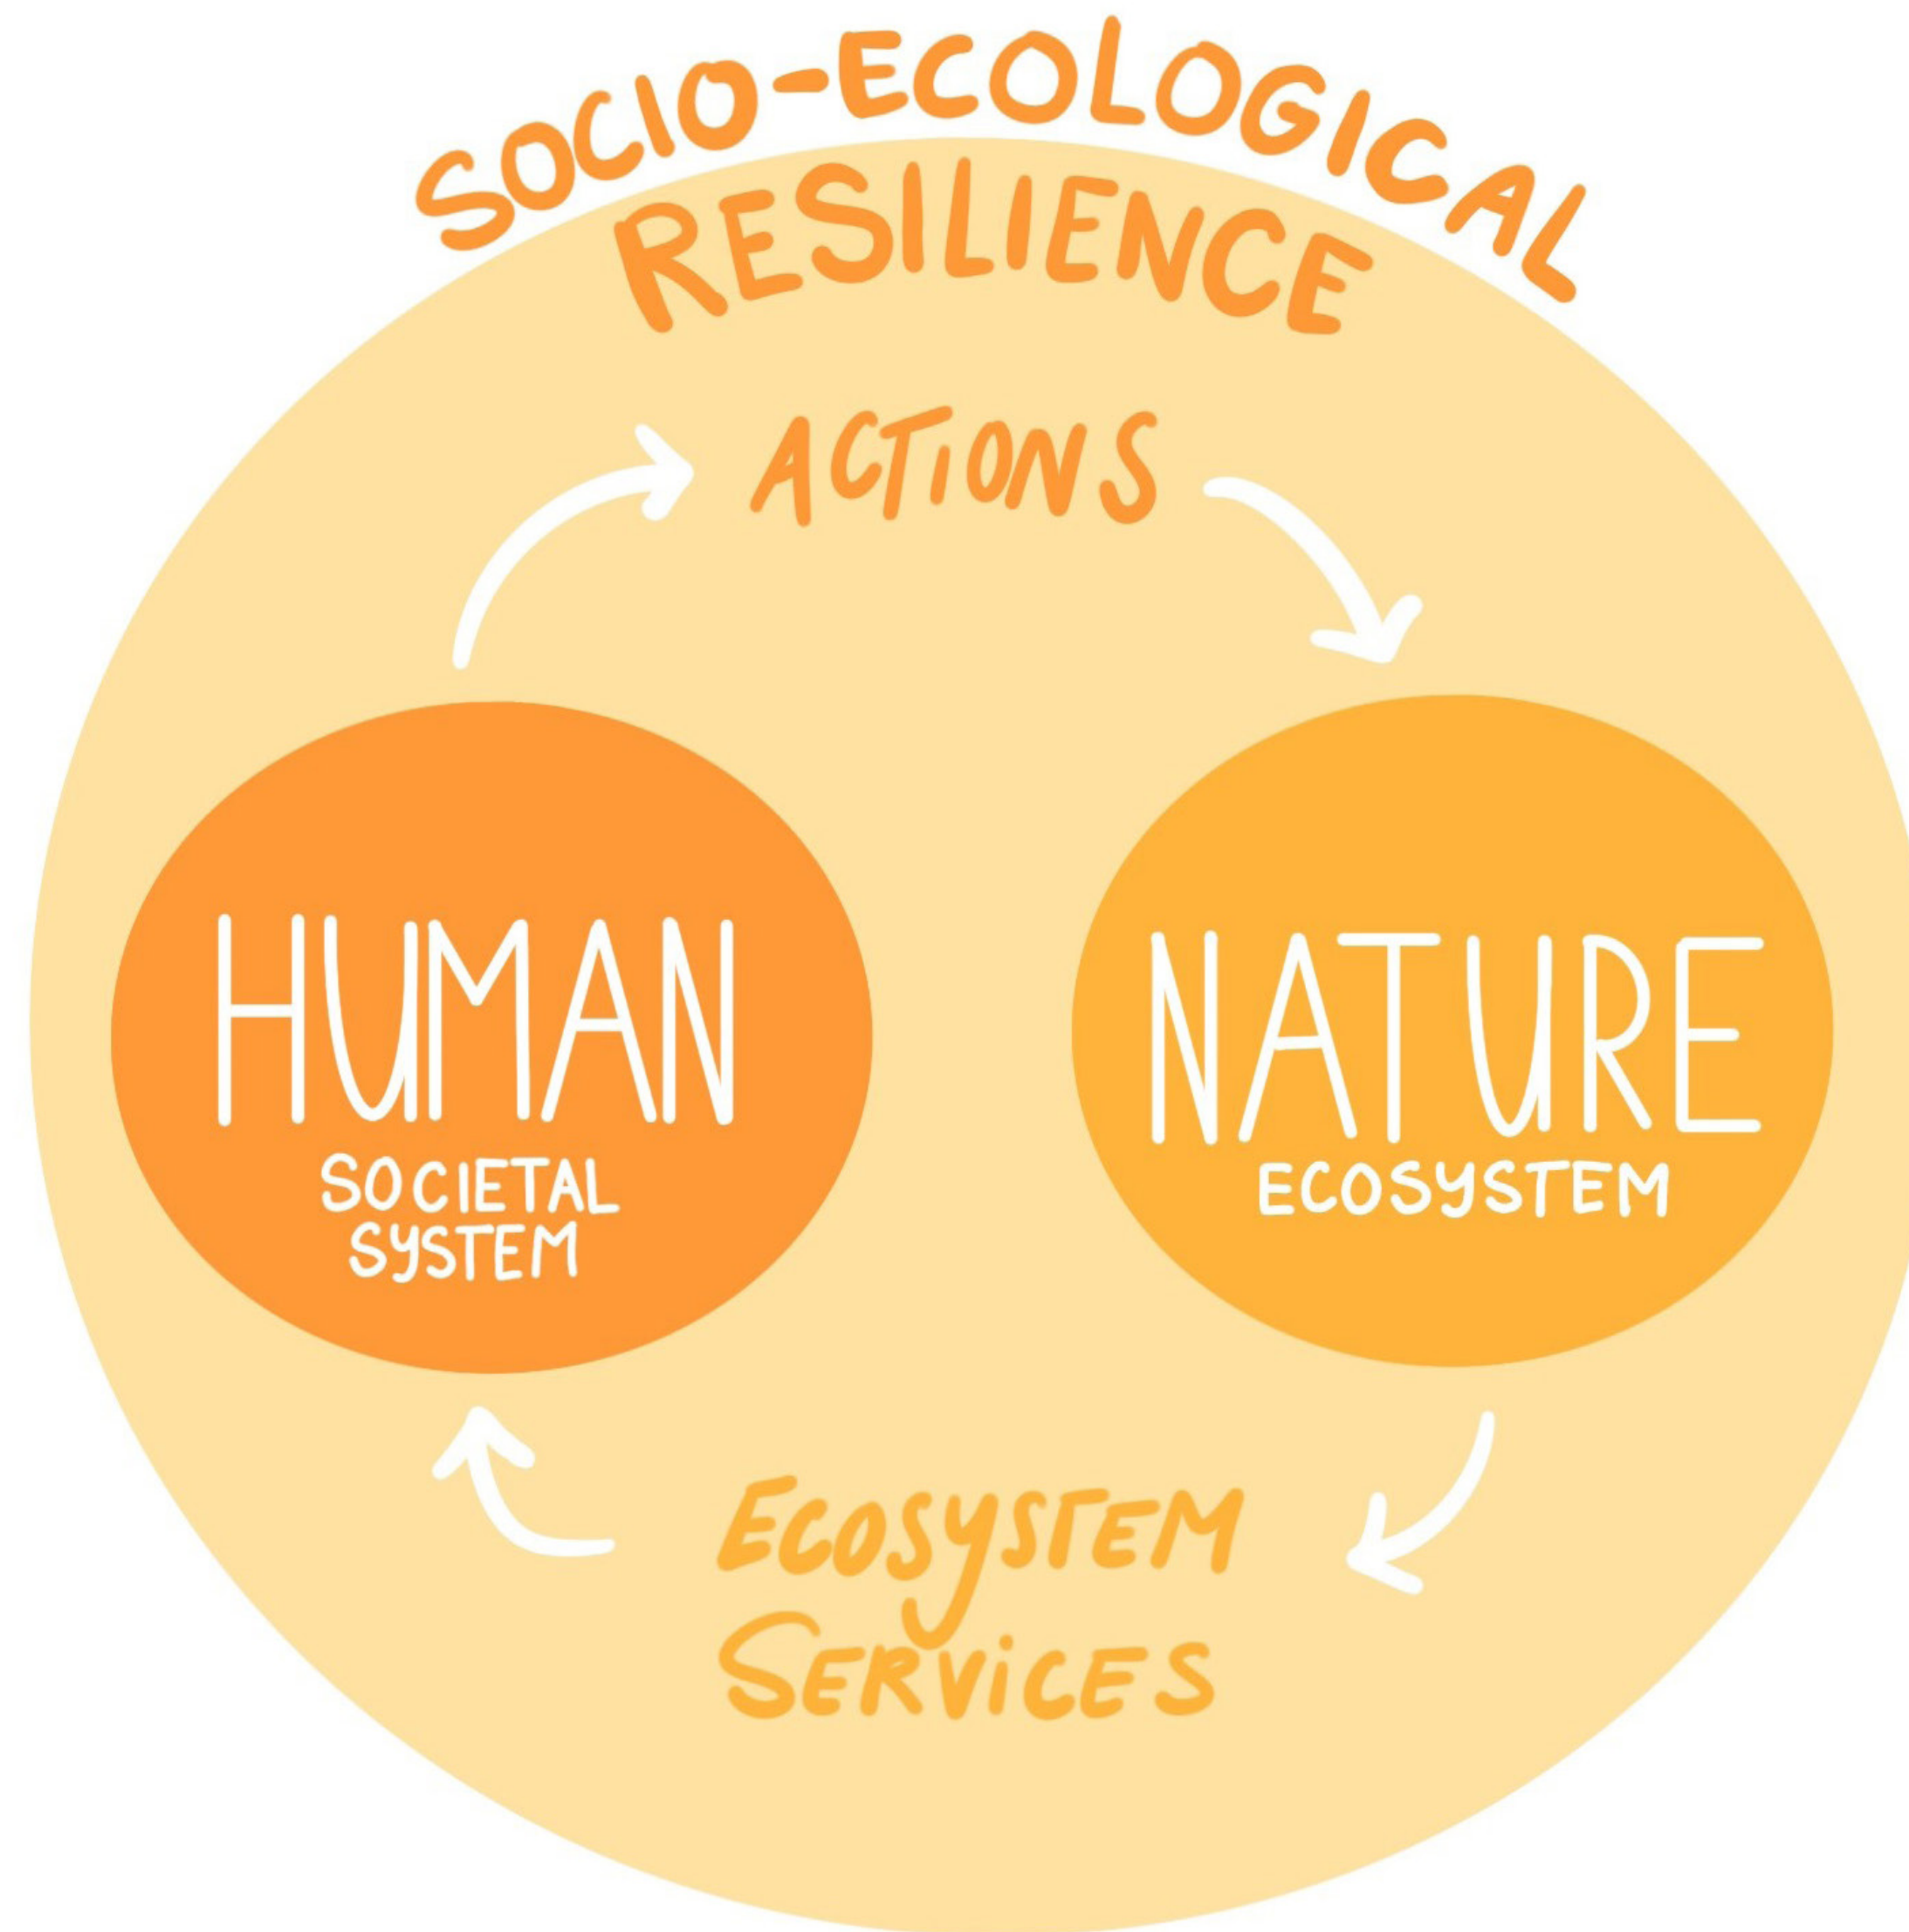 SOCIO-ECOLOGICAL
RESILIENCE
ACTIONS
HUMAN
SOCIETAL
SYSTEM
NATURE
ECOSYSTEM
ECOSYSTEM
SERVICES